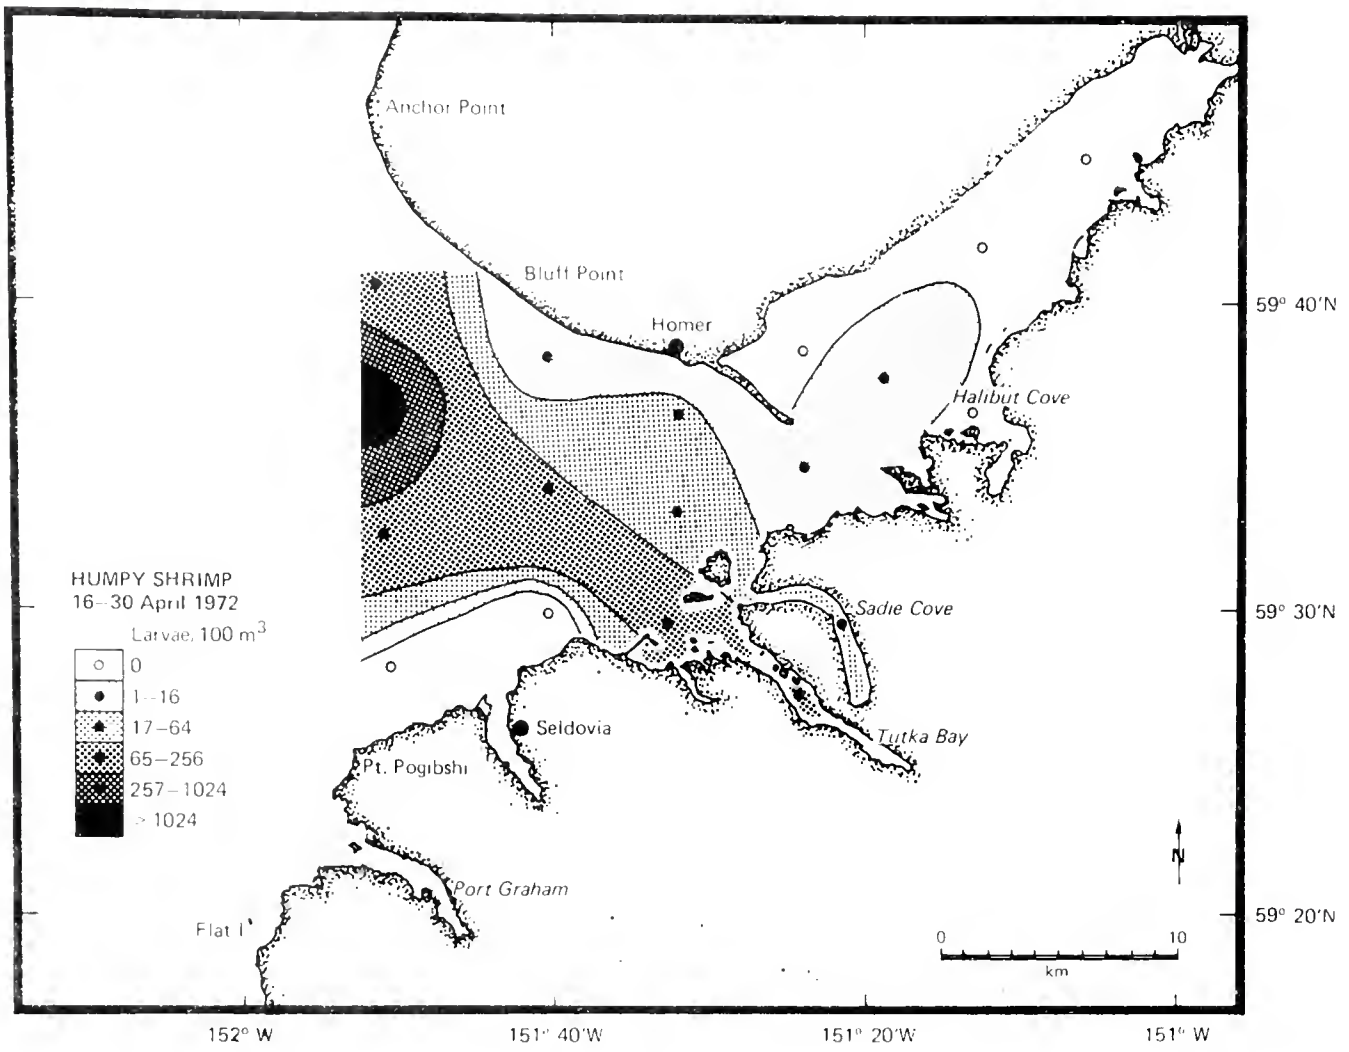 Anchor Point
Bluff Point
Homer
59° 40'N
Halibut Cove
HUMPY SHRIMP
16–30 April 1972
Larvae, 100 m³
0
1–16
17–64
65–256
257–1024
> 1024
Sadie Cove
59° 30'N
Seldovia
Tutka Bay
Pt. Pogibshi
N
Port Graham
Flat I
59° 20'N
0 10
km
152° W
151° 40'W
151° 20'W
151° W